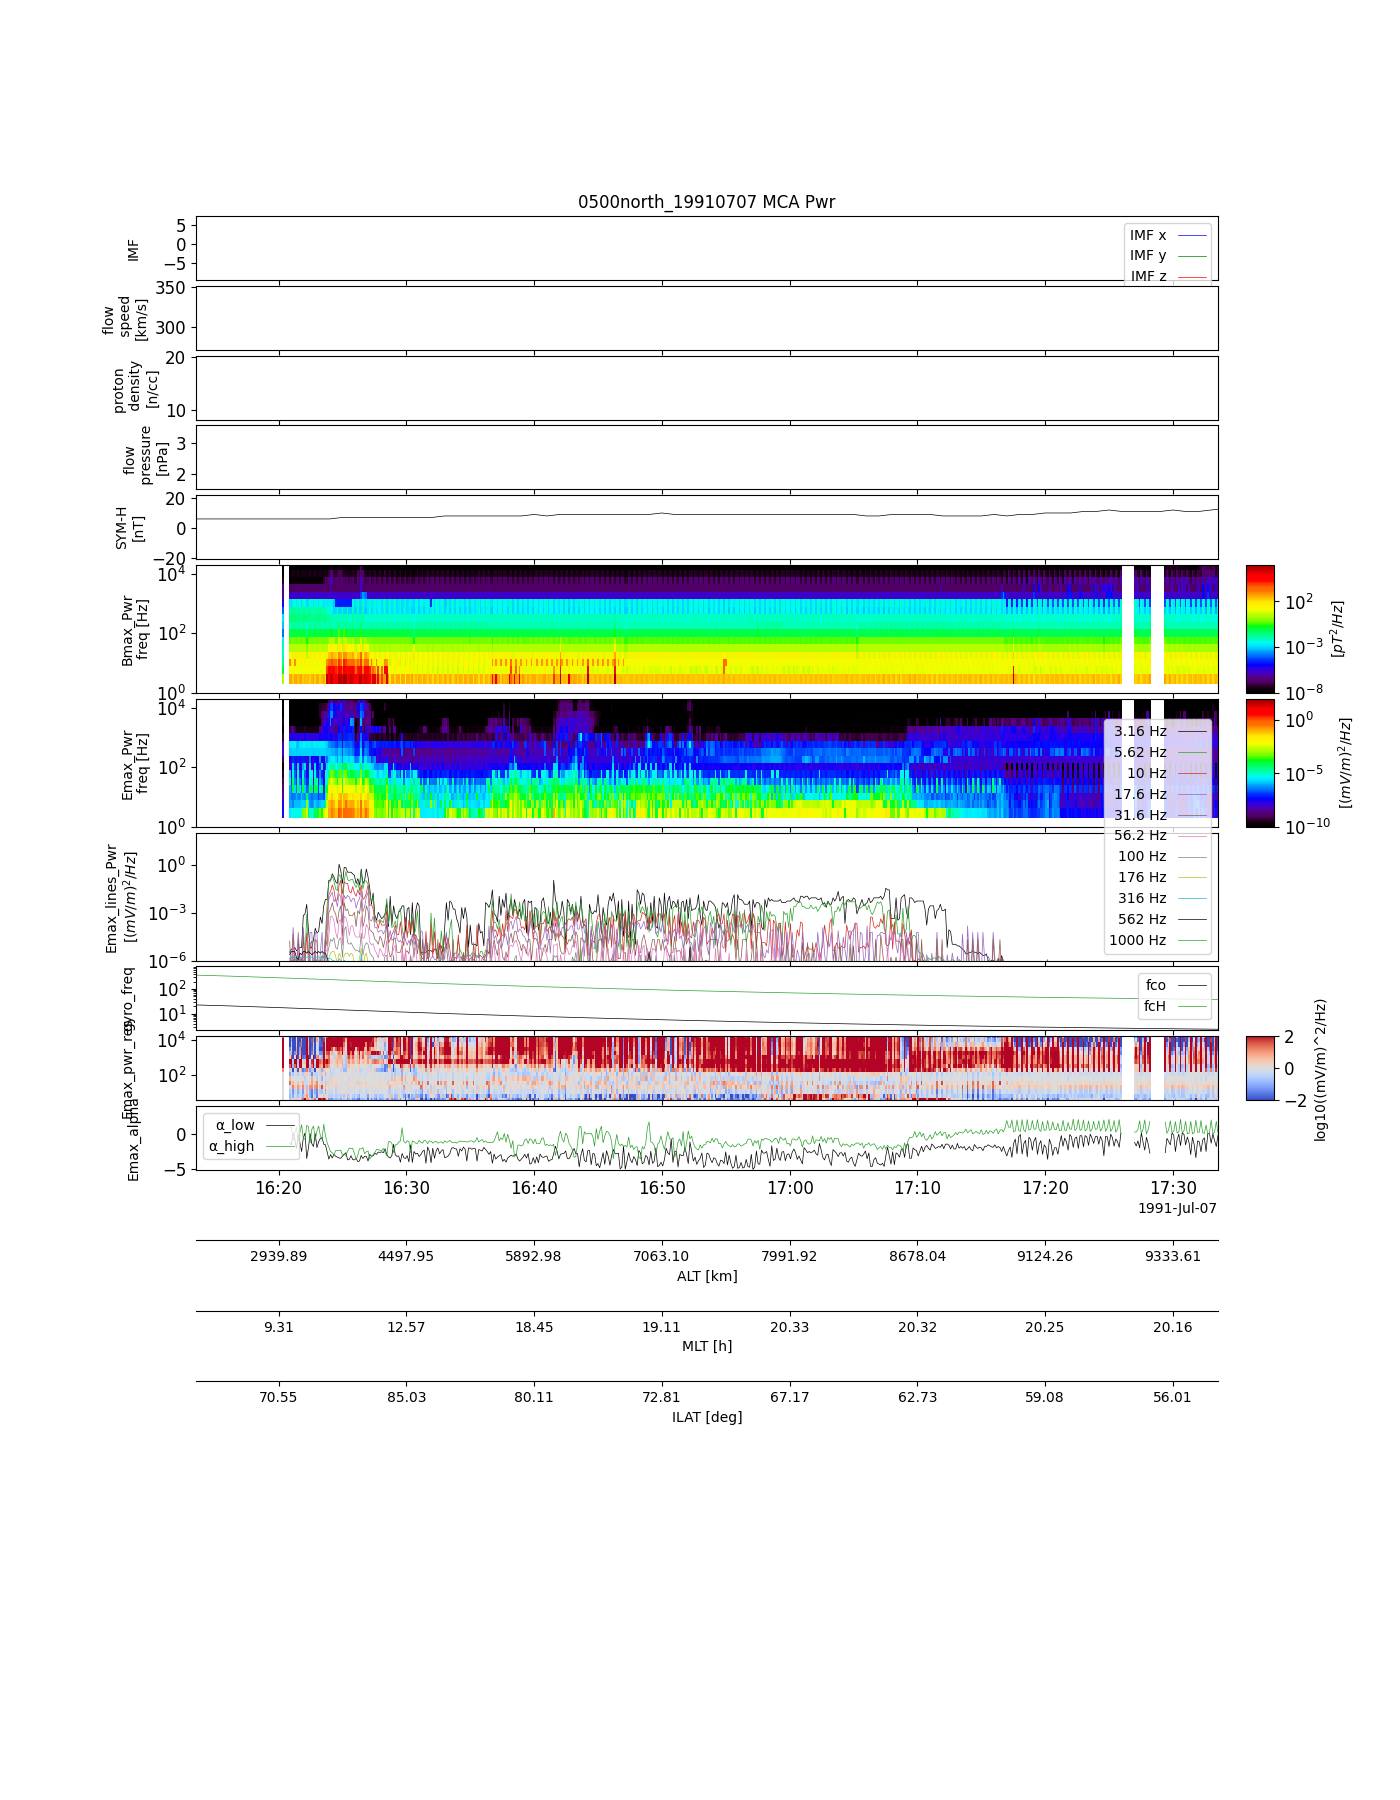 0500north_19910707 MCA Pwr
5
0
−5
IMF
IMF x
IMF y
IMF z
350
300
flow
speed
[km/s]
20
10
proton
density
[n/cc]
3
2
flow
pressure
[nPa]
20
0
−20
SYM-H
[nT]
10^4
10^2
10^0
Bmax_Pwr
freq [Hz]
10^2
10^−3
10^−8
[pT^2/Hz]
10^4
10^2
10^0
Emax_Pwr
freq [Hz]
10^0
10^−5
10^−10
[(mV/m)^2/Hz]
3.16 Hz
5.62 Hz
10 Hz
17.6 Hz
31.6 Hz
56.2 Hz
100 Hz
176 Hz
316 Hz
562 Hz
1000 Hz
10^0
10^−3
10^−6
Emax_lines_Pwr
[(mV/m)^2/Hz]
10^2
10^1
gyro_freq
fco
fcH
10^4
10^2
Emax_pwr_reg
2
0
−2
log10((mV/m)^2/Hz)
0
−5
Emax_alpha
α_low
α_high
16:20 16:30 16:40 16:50 17:00 17:10 17:20 17:30
1991-Jul-07
2939.89 4497.95 5892.98 7063.10 7991.92 8678.04 9124.26 9333.61
ALT [km]
9.31 12.57 18.45 19.11 20.33 20.32 20.25 20.16
MLT [h]
70.55 85.03 80.11 72.81 67.17 62.73 59.08 56.01
ILAT [deg]